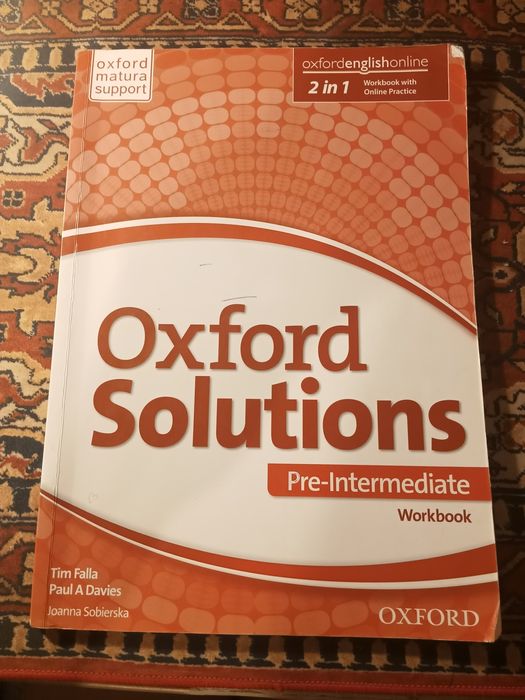 oxford
matura
support
oxfordenglishonline
2 in 1
Workbook with
Online Practice
Oxford
Solutions
Pre-Intermediate
Workbook
Tim Falla
Paul A Davies
Joanna Sobierska
OXFORD